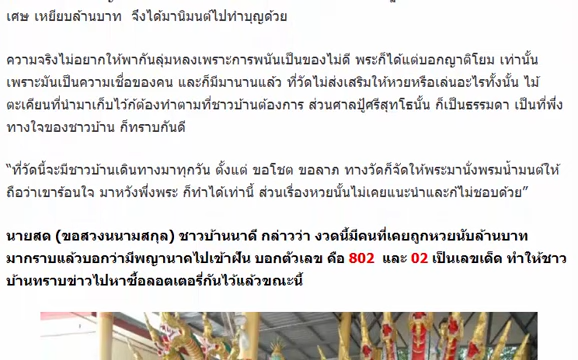 เศษ เหยียบล้านบาท จึงได้มานิมนต์ไปทำบุญด้วย
ความจริงไม่อยากให้พากันลุ่มหลงเพราะการพนันเป็นของไม่ดี พระก็ได้แต่บอกญาติโยม เท่านั้น
เพราะมันเป็นความเชื่อของคน และก็มีมานานแล้ว ที่วัดไม่ส่งเสริมให้หวยหรือเล่นอะไรทั้งนั้น ไม้
ตะเคียนที่นำมาเก็บไว้ก้ต้องทำตามที่ชาวบ้านต้องการ ส่วนศาลปู่ศรีสุทโธนั้น ก็เป็นธรรมดา เป็นที่พึ่ง
ทางใจของชาวบ้าน ก็ทราบกันดี
“ที่วัดนี้จะมีชาวบ้านเดินทางมาทุกวัน ตั้งแต่ ขอโชต ขอลาภ ทางวัดก็จัดให้พระมานั่งพรมน้ำมนต์ให้
ถือว่าเขาร้อนใจ มาหวังพึ่งพระ ก็ทำได้เท่านี้ ส่วนเรื่องหวยนั้นไม่เคยแนะนำและก้ไม่ชอบด้วย”
นายสด (ขอสวงนนามสกุล) ชาวบ้านนาดี กล่าวว่า งวดนี้มีคนที่เคยถูกหวยนับล้านบาท
มากราบแล้วบอกว่ามีพญานาคไปเข้าฝัน บอกตัวเลข คือ 802 และ 02 เป็นเลขเด็ด ทำให้ชาว
บ้านทราบข่าวไปหาซื้อลอตเตอรี่กันไว้แล้วขณะนี้